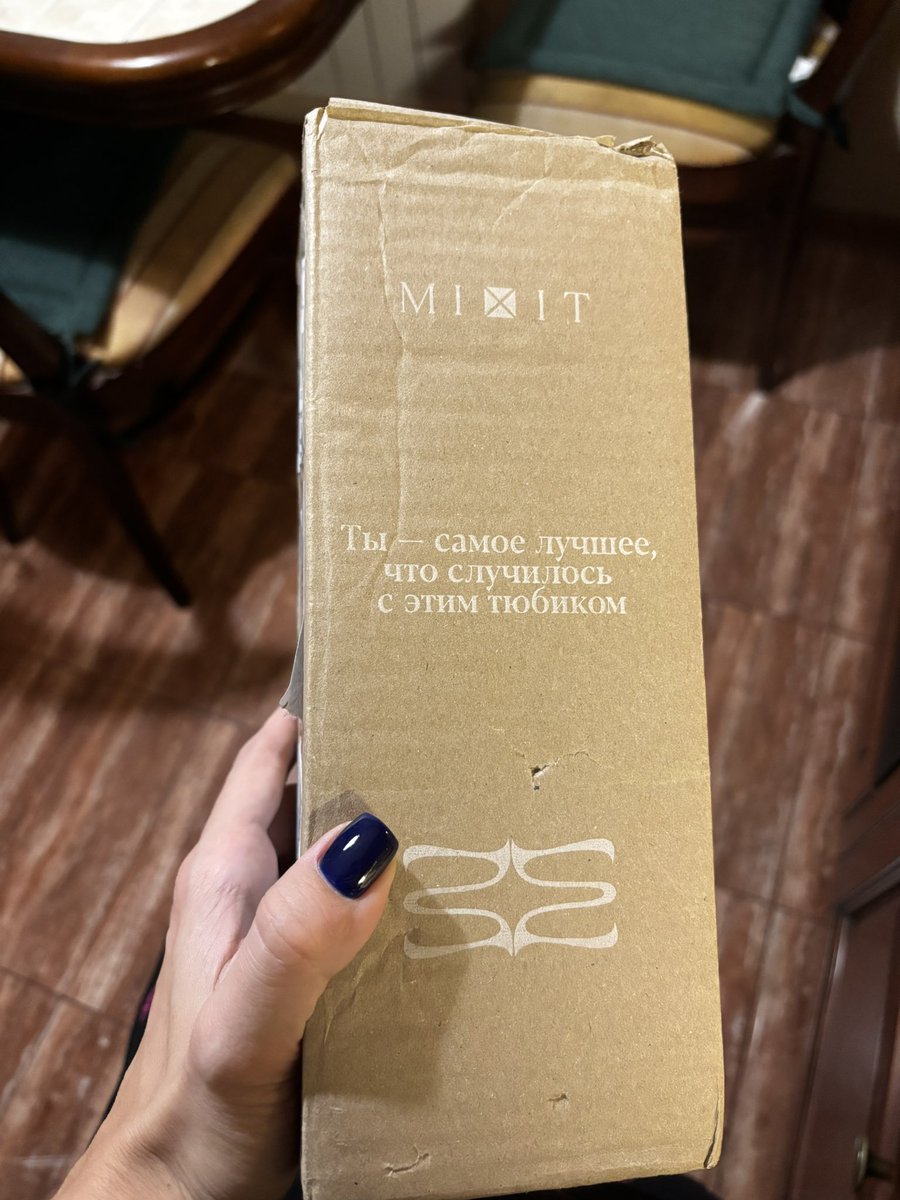 MIXIT
Ты — самое лучшее,
что случилось
с этим тюбиком